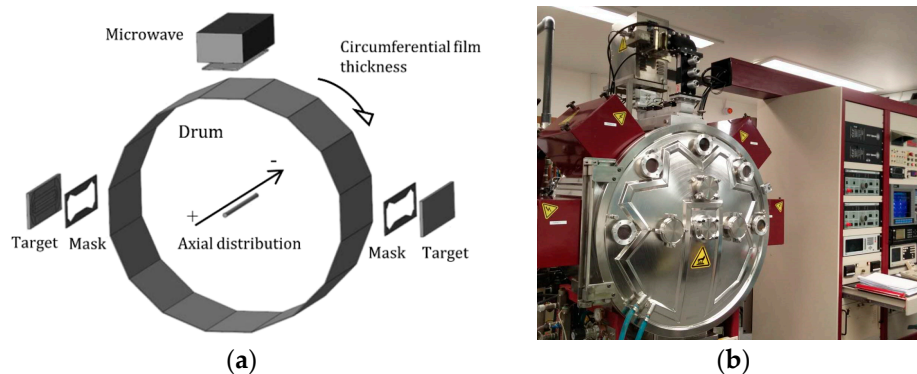 Microwave
Circumferential film
thickness
Drum
-
+
Axial distribution
Target
Mask
Mask
Target
(a)
(b)